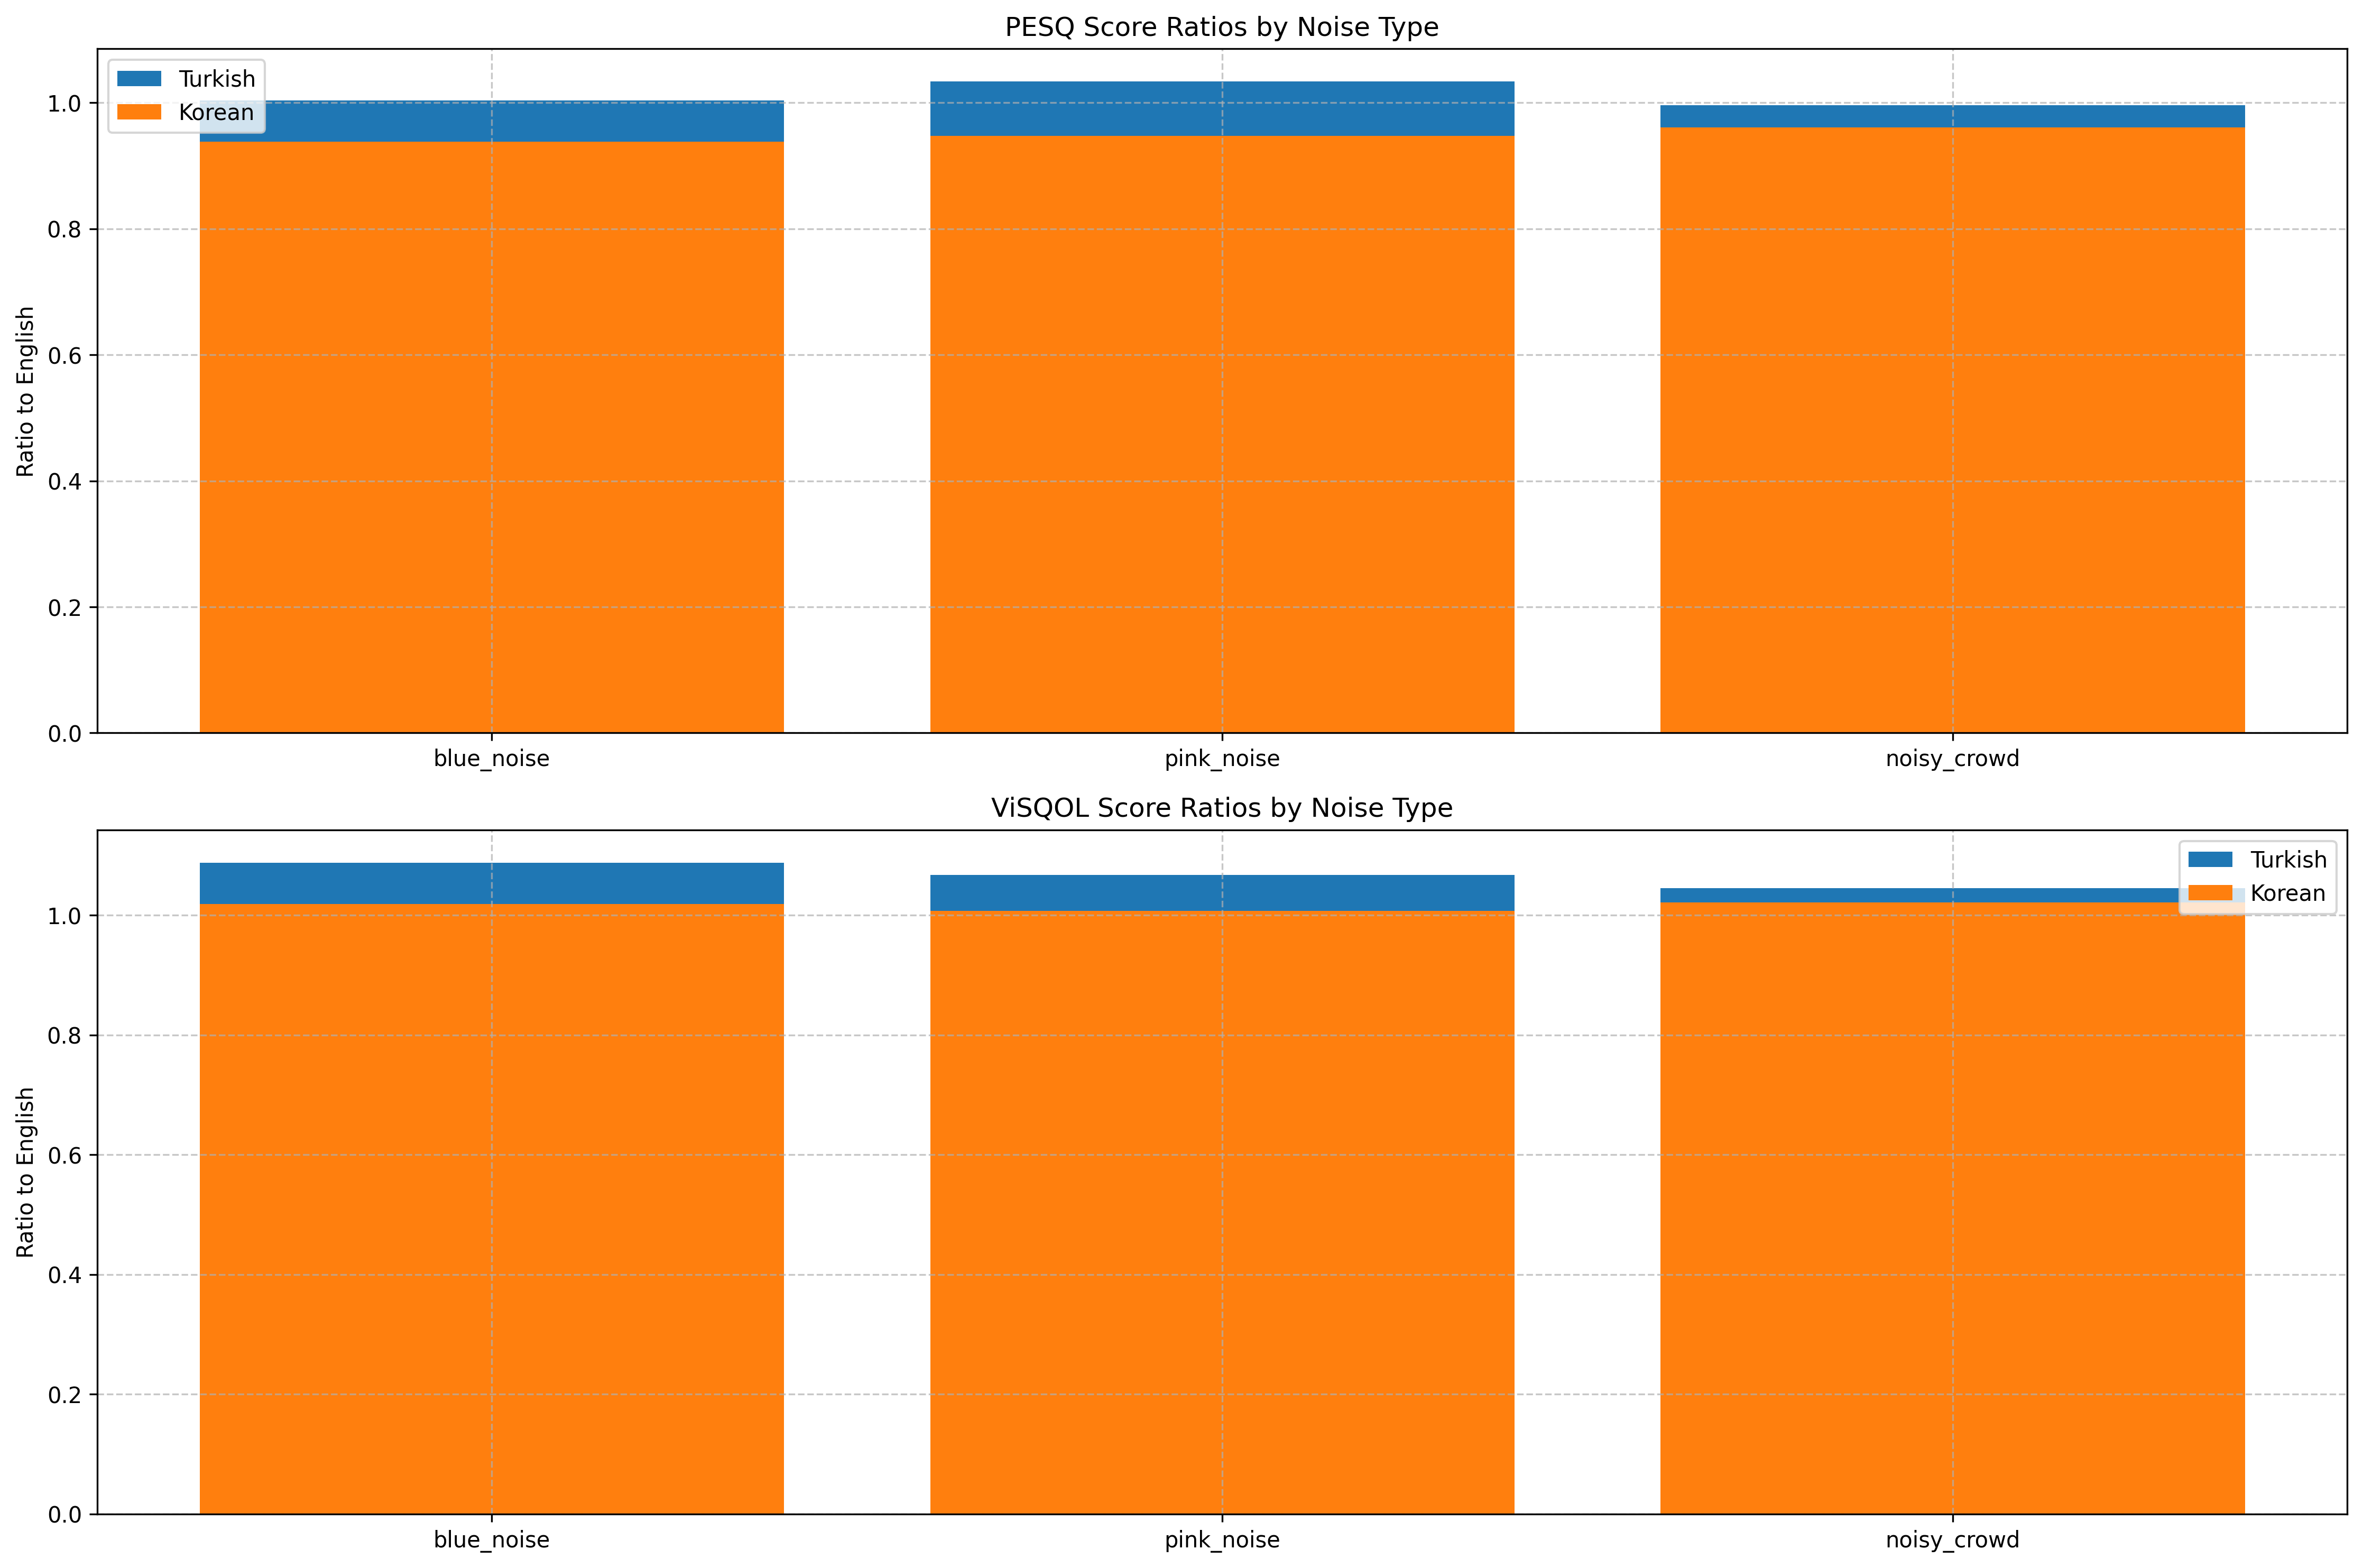 PESQ Score Ratios by Noise Type
Turkish
Korean
Ratio to English
1.0
0.8
0.6
0.4
0.2
0.0
blue_noise
pink_noise
noisy_crowd
ViSQOL Score Ratios by Noise Type
Turkish
Korean
Ratio to English
1.0
0.8
0.6
0.4
0.2
0.0
blue_noise
pink_noise
noisy_crowd